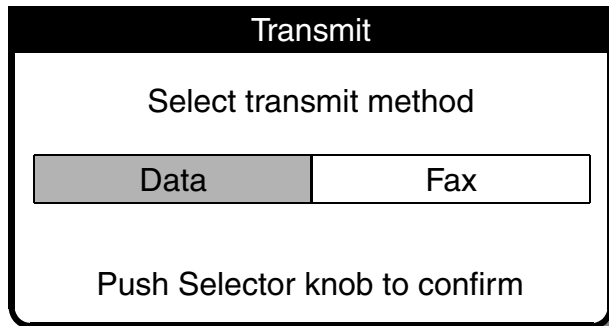 Transmit
Select transmit method
Data Fax
Push Selector knob to confirm